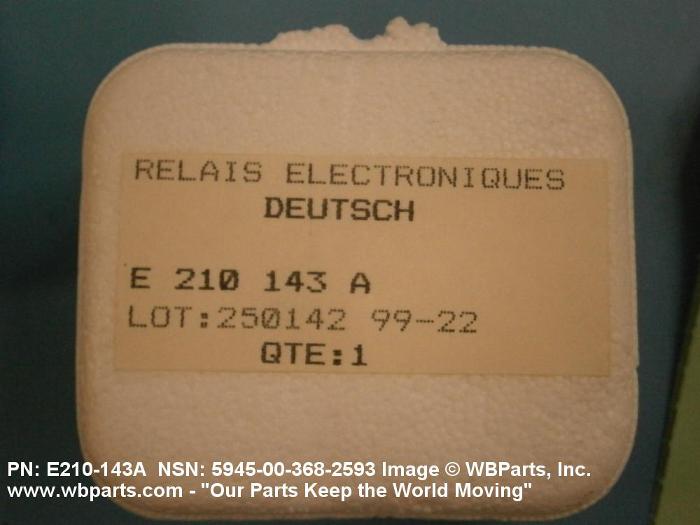 RELAIS ELECTRONIQUES
DEUTSCH
E 210 143 A
LOT:250142 99-22
QTE:1
PN: E210-143A NSN: 5945-00-368-2593 Image © WBParts, Inc.
www.wbparts.com - "Our Parts Keep the World Moving"